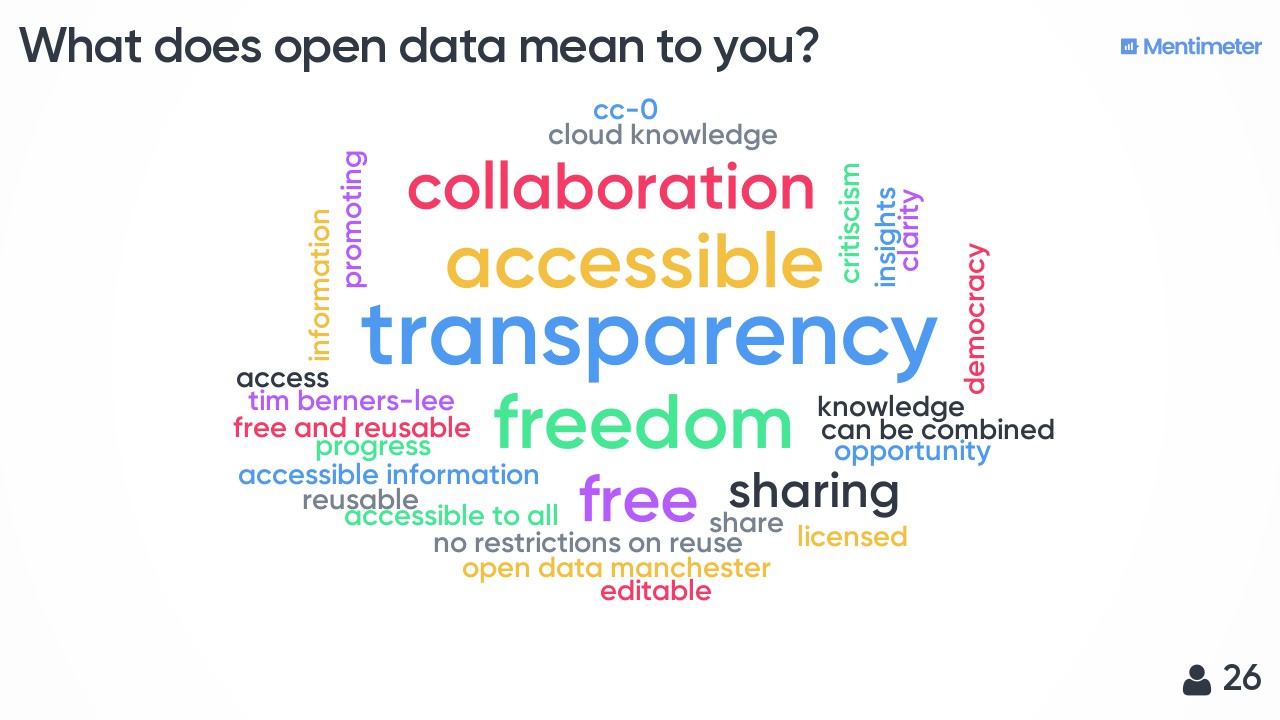 What does open data mean to you?
Mentimeter
cc-0
cloud knowledge
promoting
collaboration
critiscism
insights
clarity
information
accessible
democracy
transparency
access
tim berners-lee
free and reusable
progress
freedom
knowledge
can be combined
opportunity
accessible information
reusable
accessible to all
free
sharing
share
licensed
no restrictions on reuse
open data manchester
editable
26